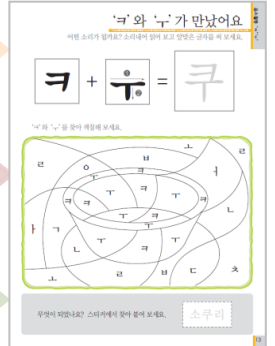 'ㅋ'와 'ㅜ'가 만났어요
어떤 소리가 될까요? 소리내어 읽어 보고 알맞은 글자를 써 보세요.
ㅋ + ㅜ = 쿠
'ㅋ'와 'ㅜ'를 찾아 색칠해 보세요.
ㄹ ㅇ ㅂ ㅗ ㄹ
ㅜ ㅋ ㅓ
ㅋ ㅜ ㅜ ㅋ
ㅋ ㅋ ㅜ ㅋ ㅜ ㄴ
ㅏ ㄱ ㅜ ㅋ
ㄴ ㅜ ㅋ ㅂ
ㅗ ㄹ ㅂ ㄷ ㅊ
무엇이 되었나요? 스티커에서 찾아 붙여 보세요.
소쿠리
13